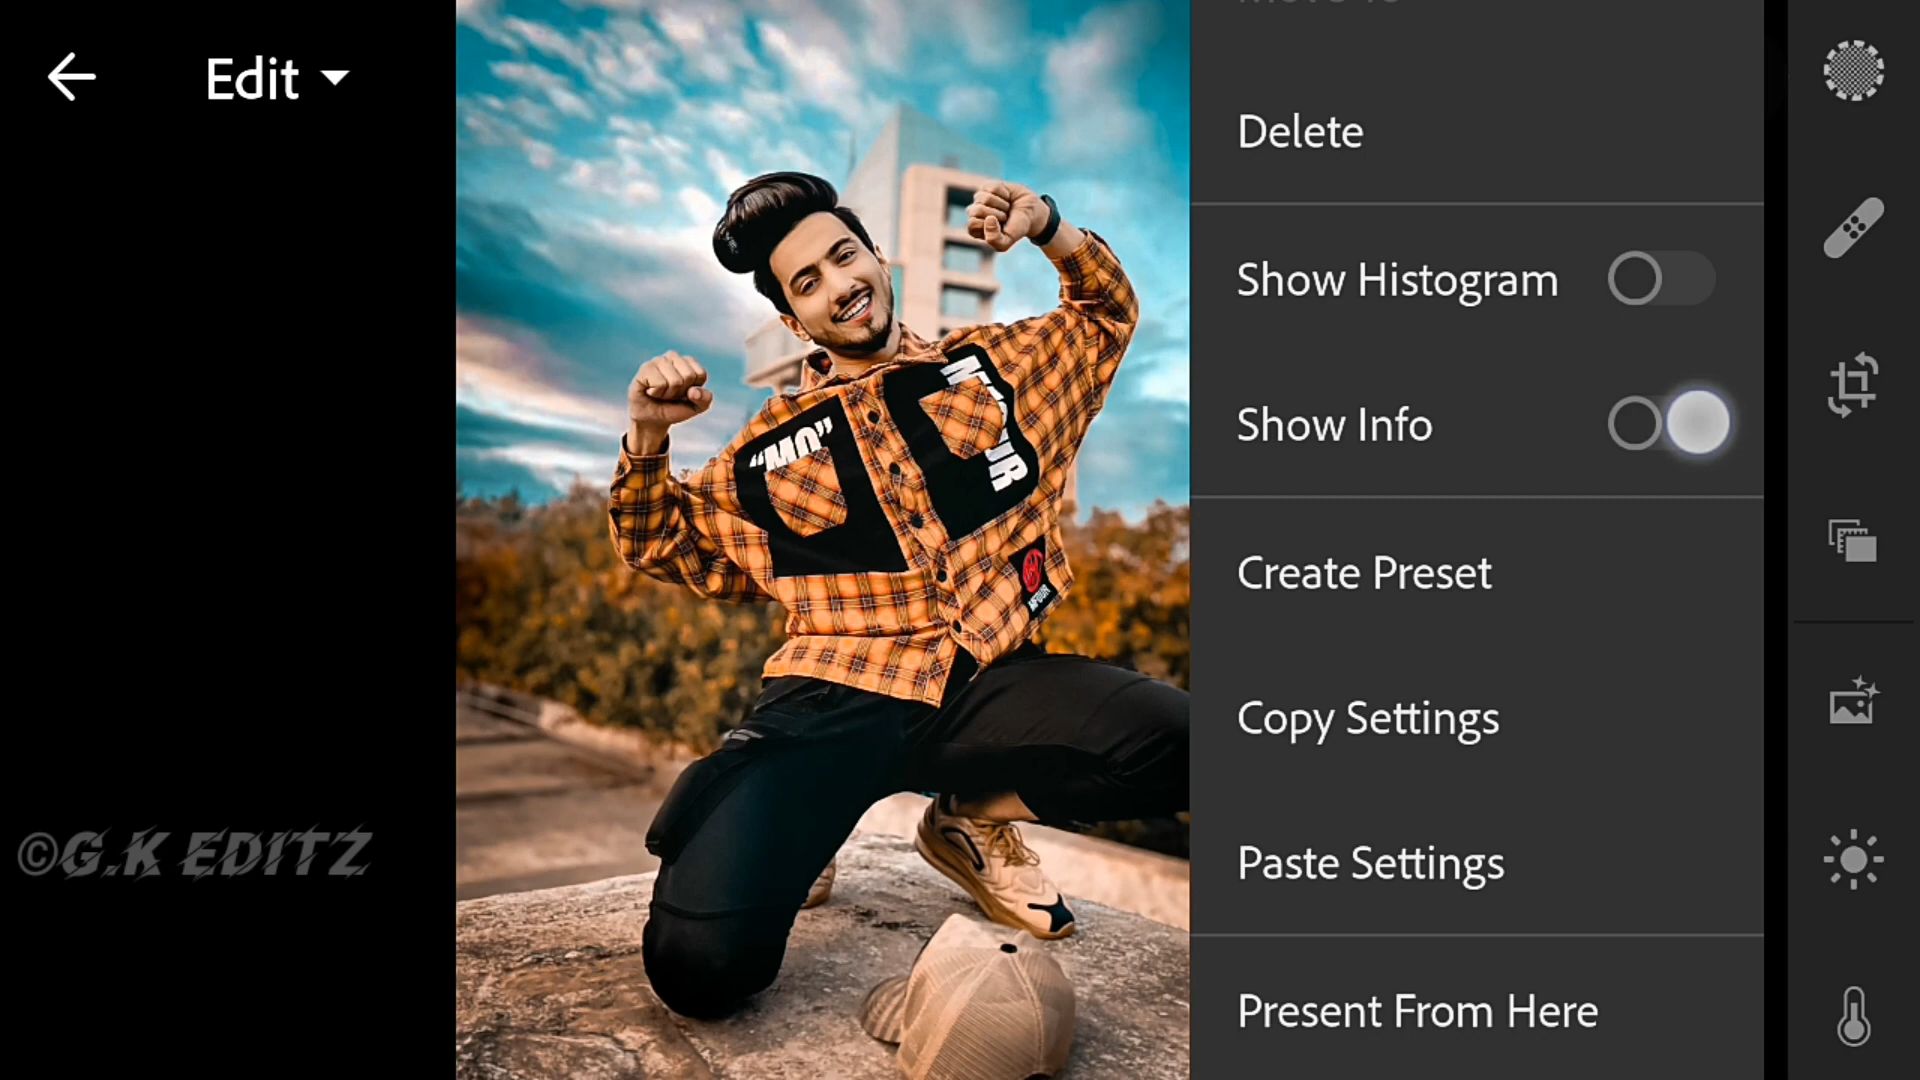 Edit
Delete
Show Histogram
Show Info
Create Preset
Copy Settings
Paste Settings
Present From Here
©G.K EDITZ
"MO"